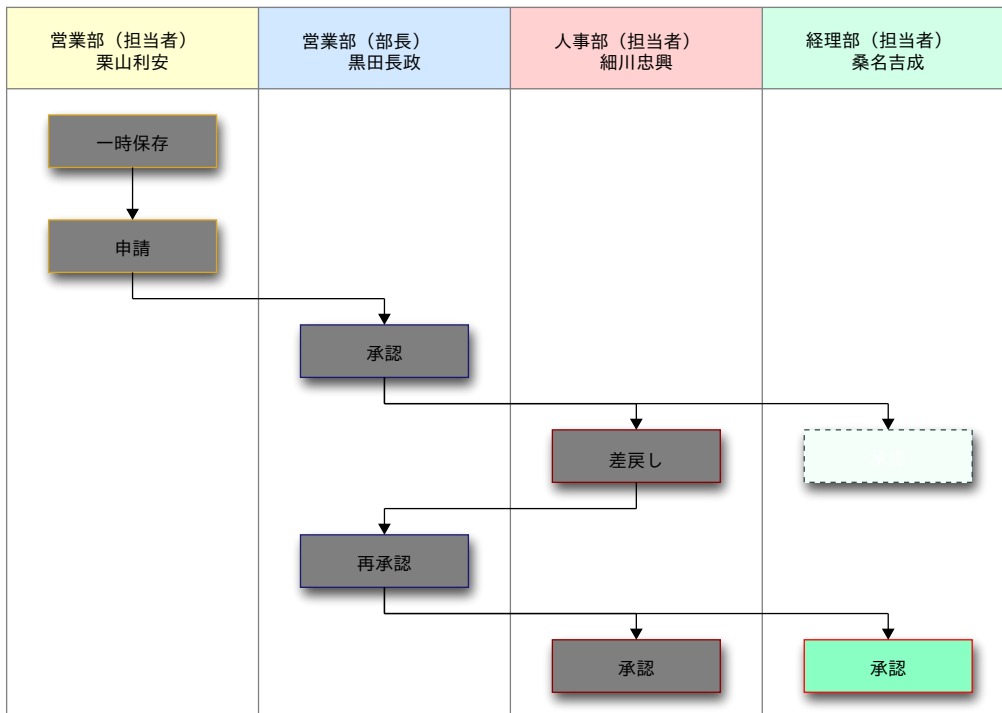 営業部（担当者）
栗山利安
営業部（部長）
黒田長政
人事部（担当者）
細川忠興
経理部（担当者）
桑名吉成
一時保存
申請
承認
差戻し
再承認
承認
承認